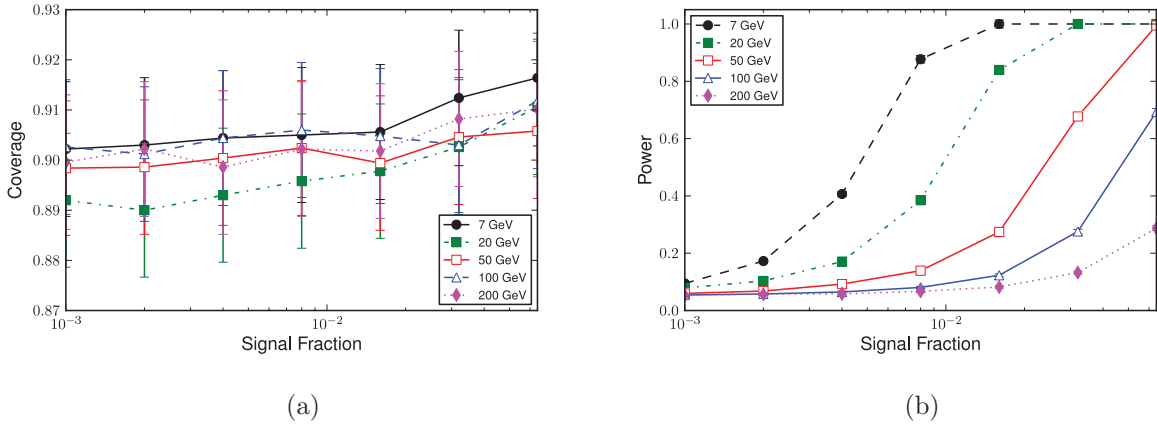 0.93
0.92
0.91
0.90
0.89
0.88
0.87
Coverage
10⁻³
10⁻²
Signal Fraction
7 GeV
20 GeV
50 GeV
100 GeV
200 GeV
(a)
1.0
0.8
0.6
0.4
0.2
0.0
Power
10⁻³
10⁻²
Signal Fraction
7 GeV
20 GeV
50 GeV
100 GeV
200 GeV
(b)